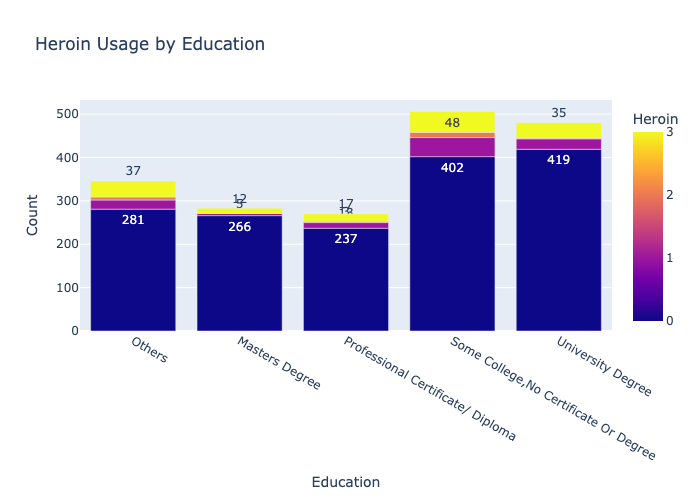 Heroin Usage by Education
Heroin
Count
500
400
300
200
100
0
37
281
12
266
17
237
48
402
35
419
3
2
1
0
Others
Masters Degree
Professional Certificate/ Diploma
Some College,No Certificate Or Degree
University Degree
Education